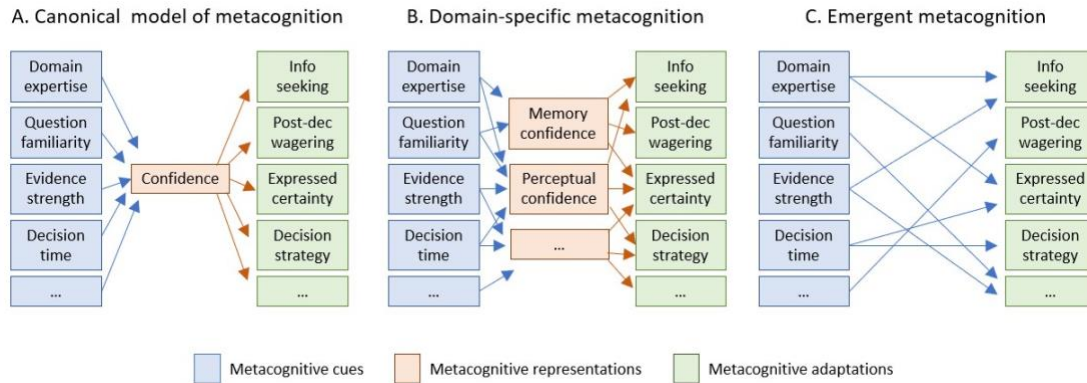 A. Canonical model of metacognition
Domain
expertise
Question
familiarity
Evidence
strength
Decision
time
...
Confidence
Info
seeking
Post-dec
wagering
Expressed
certainty
Decision
strategy
...
B. Domain-specific metacognition
Domain
expertise
Question
familiarity
Evidence
strength
Decision
time
...
Memory
confidence
Perceptual
confidence
...
Info
seeking
Post-dec
wagering
Expressed
certainty
Decision
strategy
...
C. Emergent metacognition
Domain
expertise
Question
familiarity
Evidence
strength
Decision
time
...
Info
seeking
Post-dec
wagering
Expressed
certainty
Decision
strategy
...
Metacognitive cues
Metacognitive representations
Metacognitive adaptations